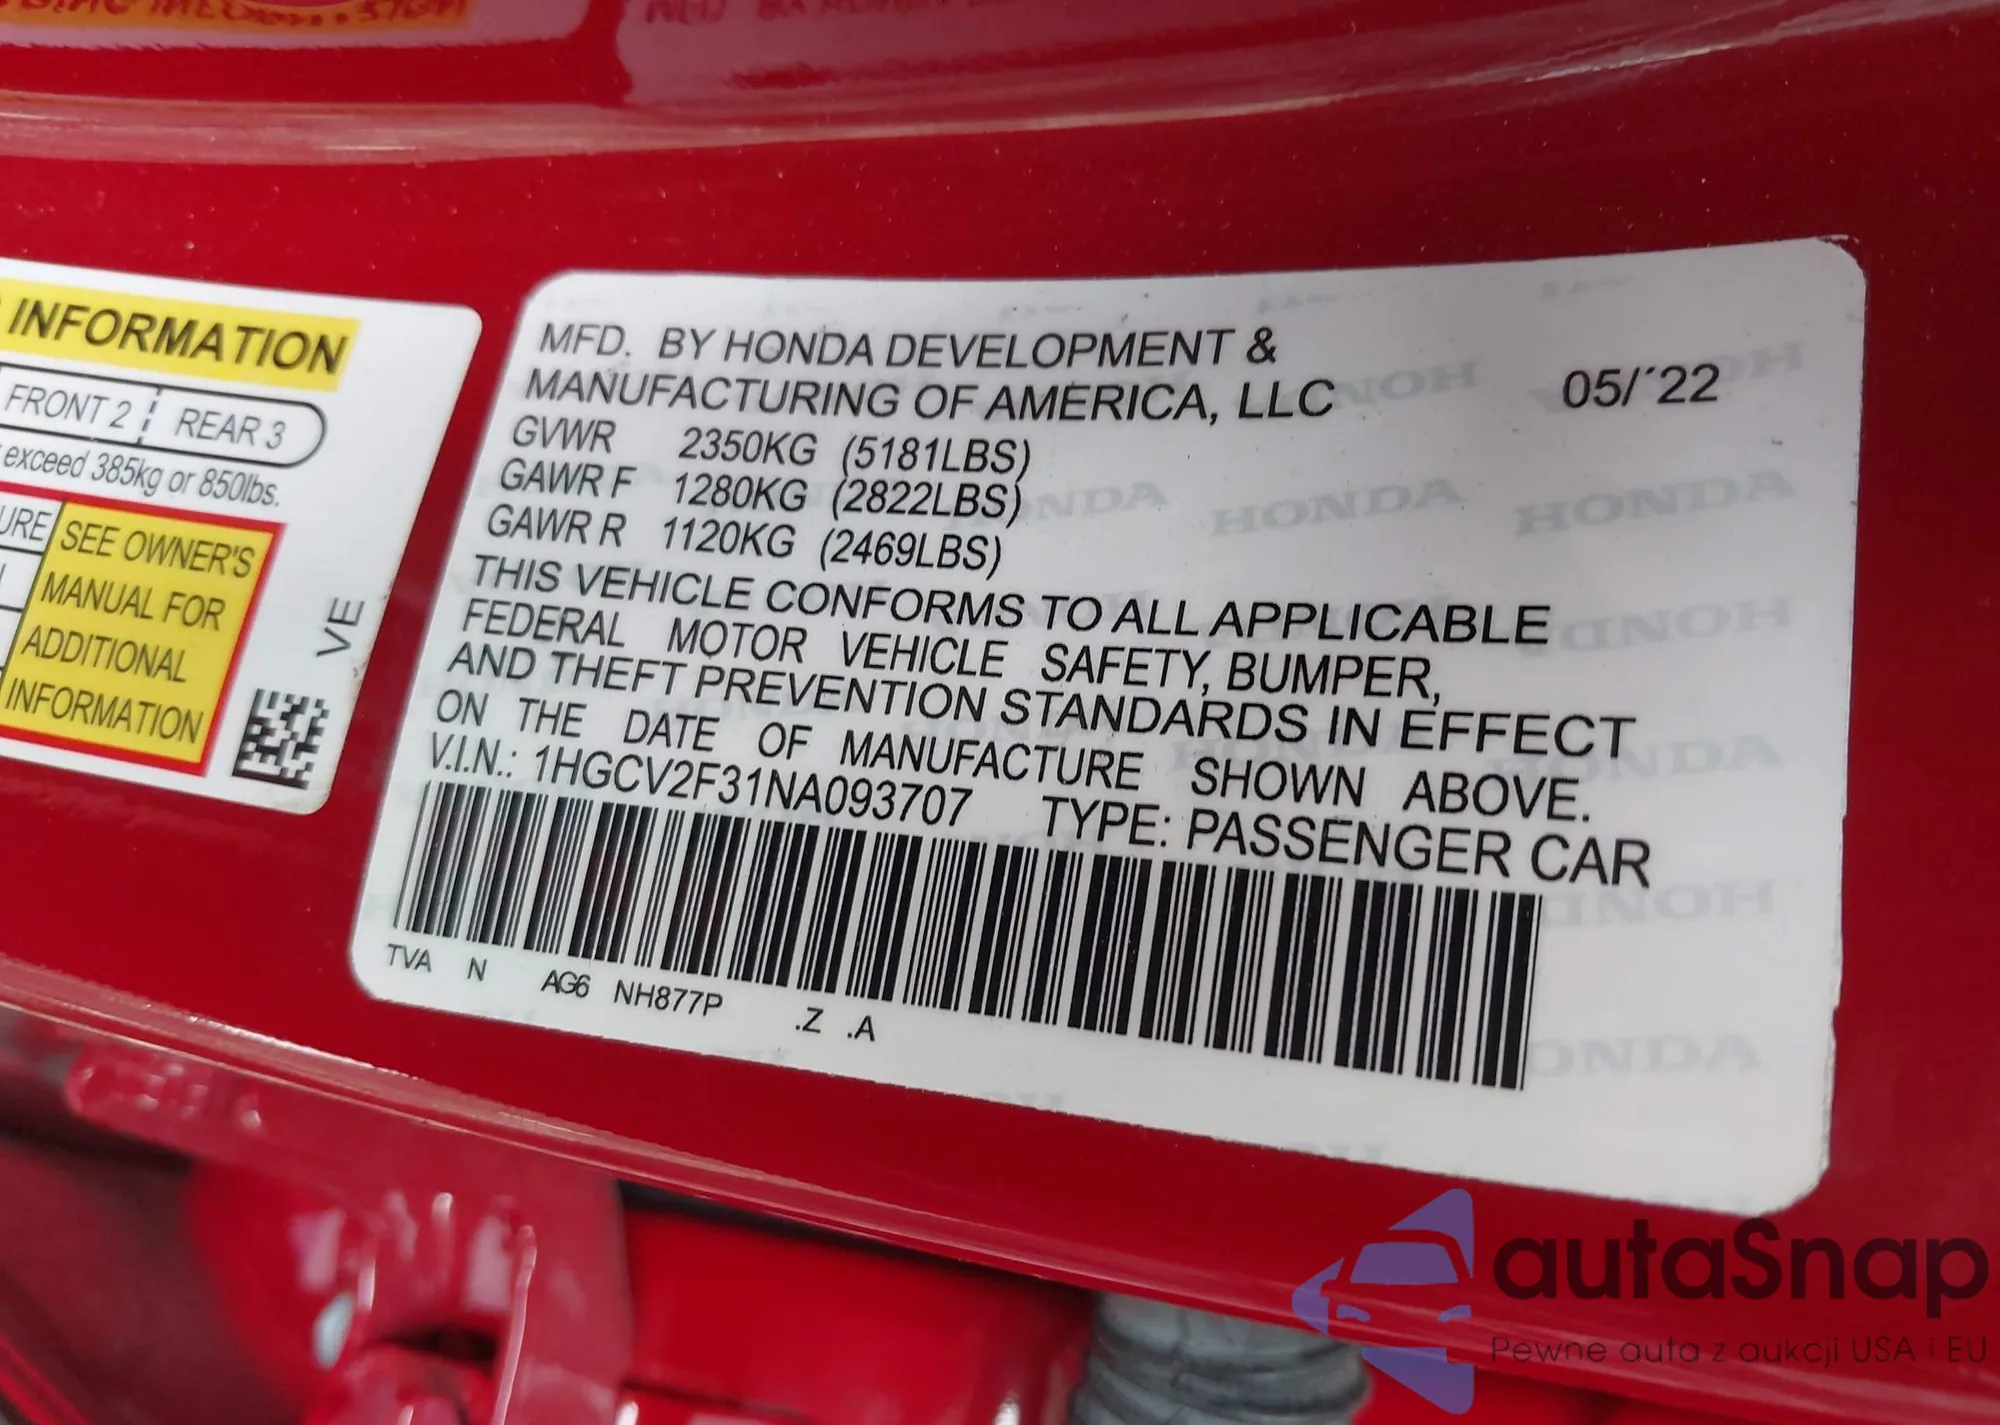 INFORMATION
FRONT 2 REAR 3
exceed 385kg or 850lbs.
SEE OWNER'S
MANUAL FOR
ADDITIONAL
INFORMATION
VE
MFD. BY HONDA DEVELOPMENT &
MANUFACTURING OF AMERICA, LLC 05/'22
GVWR 2350KG (5181LBS)
GAWR F 1280KG (2822LBS)
GAWR R 1120KG (2469LBS)
THIS VEHICLE CONFORMS TO ALL APPLICABLE
FEDERAL MOTOR VEHICLE SAFETY, BUMPER,
AND THEFT PREVENTION STANDARDS IN EFFECT
ON THE DATE OF MANUFACTURE SHOWN ABOVE.
V.I.N.: 1HGCV2F31NA093707 TYPE: PASSENGER CAR
TVA N AG6 NH877P .Z .A
autaSnap
Pewne auta z aukcji USA i EU